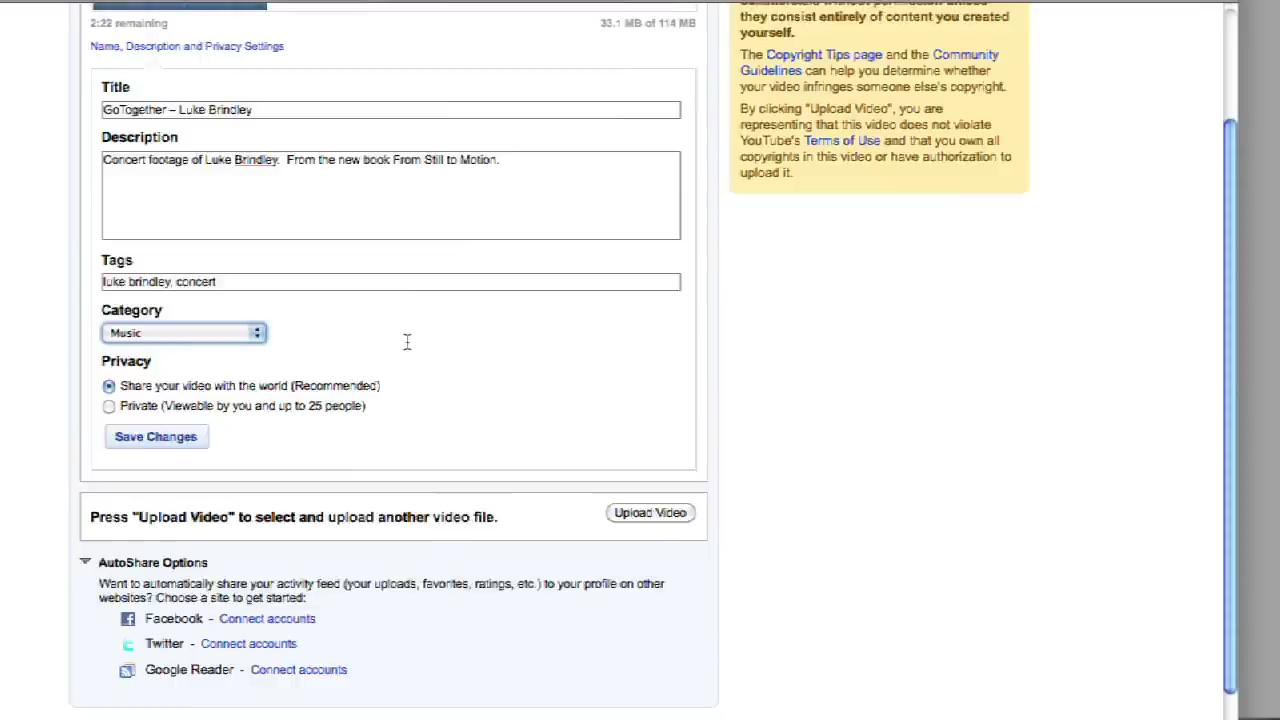 2:22 remaining
33.1 MB of 114 MB
Name, Description and Privacy Settings
Title
GoTogether – Luke Brindley
Description
Concert footage of Luke Brindley. From the new book From Still to Motion.
Tags
luke brindley, concert
Category
Music
Privacy
Share your video with the world (Recommended)
Private (Viewable by you and up to 25 people)
Save Changes
Press "Upload Video" to select and upload another video file.
Upload Video
AutoShare Options
Want to automatically share your activity feed (your uploads, favorites, ratings, etc.) to your profile on other
websites? Choose a site to get started:
Facebook - Connect accounts
Twitter - Connect accounts
Google Reader - Connect accounts
they consist entirely of content you created
yourself.
The Copyright Tips page and the Community
Guidelines can help you determine whether
your video infringes someone else's copyright.
By clicking "Upload Video", you are
representing that this video does not violate
YouTube's Terms of Use and that you own all
copyrights in this video or have authorization to
upload it.